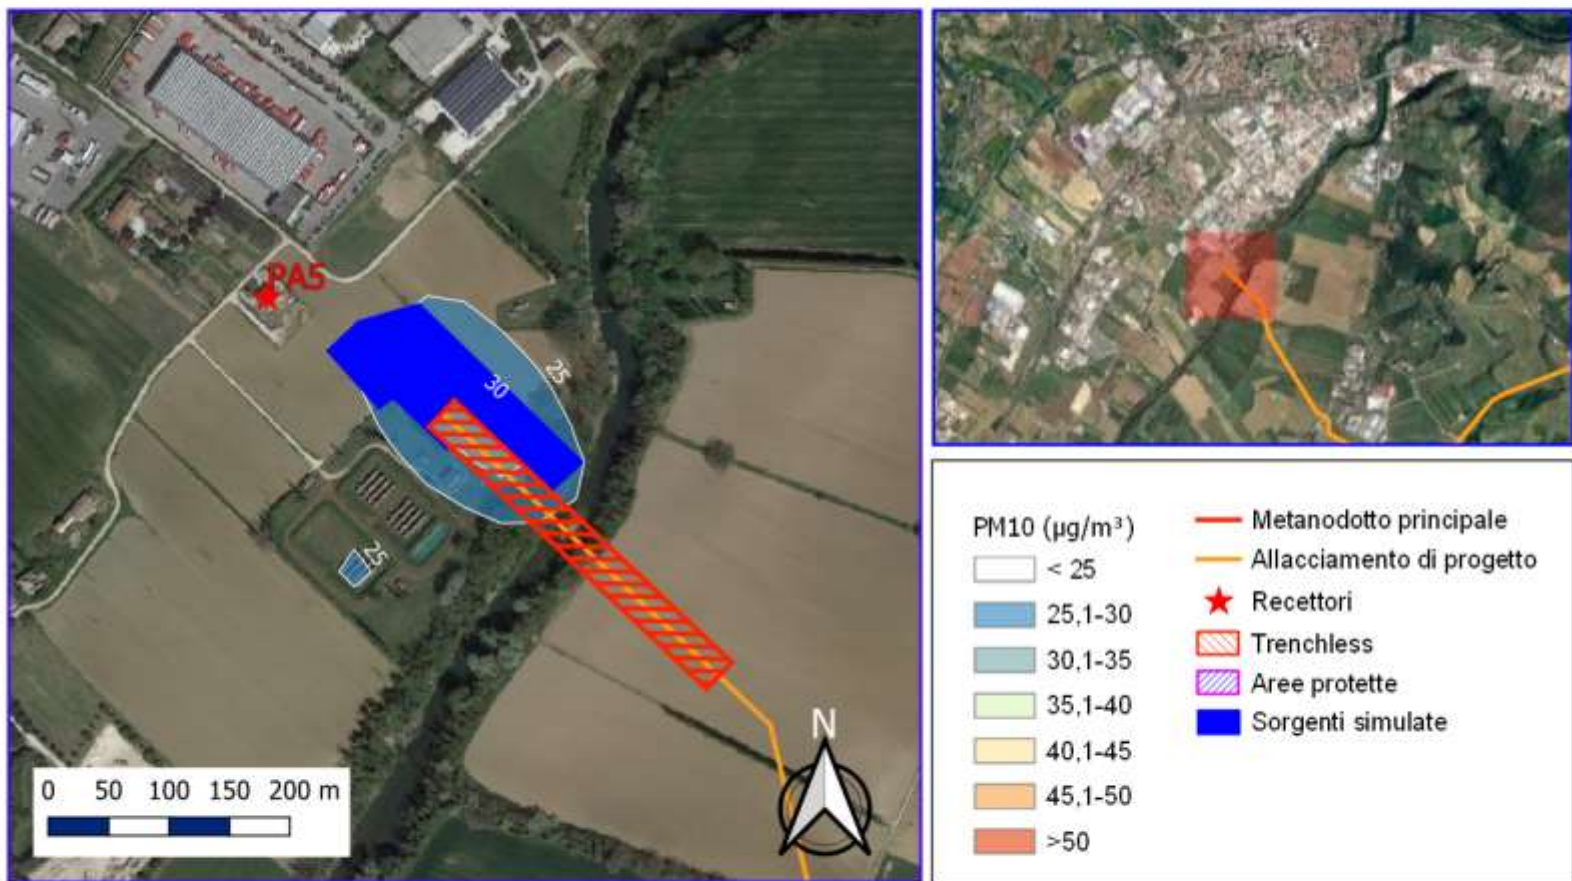 PA5
25
30
25
0 50 100 150 200 m
N
PM10 (µg/m³)
< 25
25,1-30
30,1-35
35,1-40
40,1-45
45,1-50
>50
Metanodotto principale
Allacciamento di progetto
Recettori
Trenchless
Aree protette
Sorgenti simulate